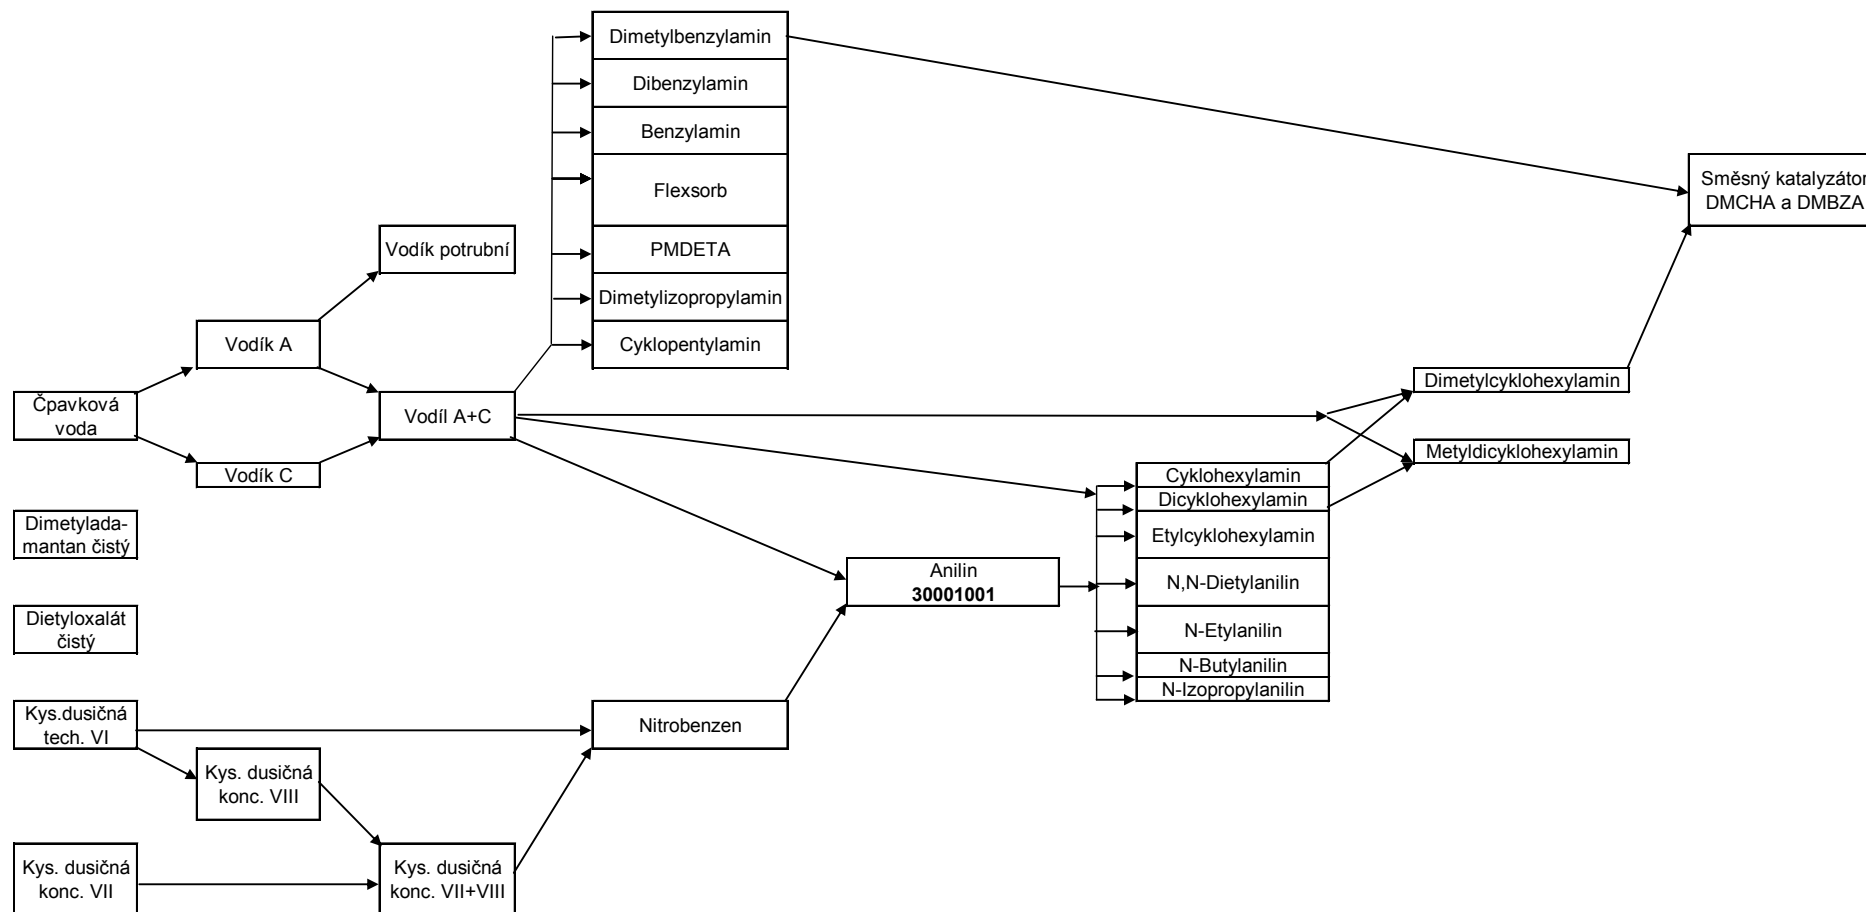 Dimetylbenzylamin
Dibenzylamin
Benzylamin
Flexsorb
PMDETA
Dimetylizopropylamin
Cyklopentylamin
Směsný katalyzátor
DMCHA a DMBZA
Vodík potrubní
Vodík A
Čpavková
voda
Vodíl A+C
Vodík C
Dimetylcyklohexylamin
Metyldicyklohexylamin
Cyklohexylamin
Dicyklohexylamin
Etylcyklohexylamin
N,N-Dietylanilin
N-Etylanilin
N-Butylanilin
N-Izopropylanilin
Dimetylada-
mantan čistý
Anilin
30001001
Dietyloxalát
čistý
Kys.dusičná
tech. VI
Nitrobenzen
Kys. dusičná
konc. VIII
Kys. dusičná
konc. VII
Kys. dusičná
konc. VII+VIII